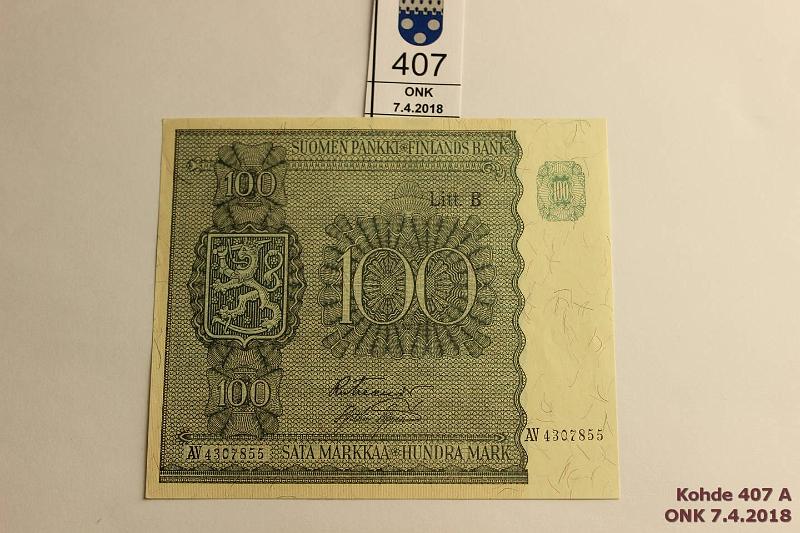 407
ONK
7.4.2018
SUOMEN PANKKI FINLANDS BANK
100
Litt. B
100
100
AV 4307855
AV 4307855
SATA MARKKAA HUNDRA MARK
Kohde 407 A
ONK 7.4.2018